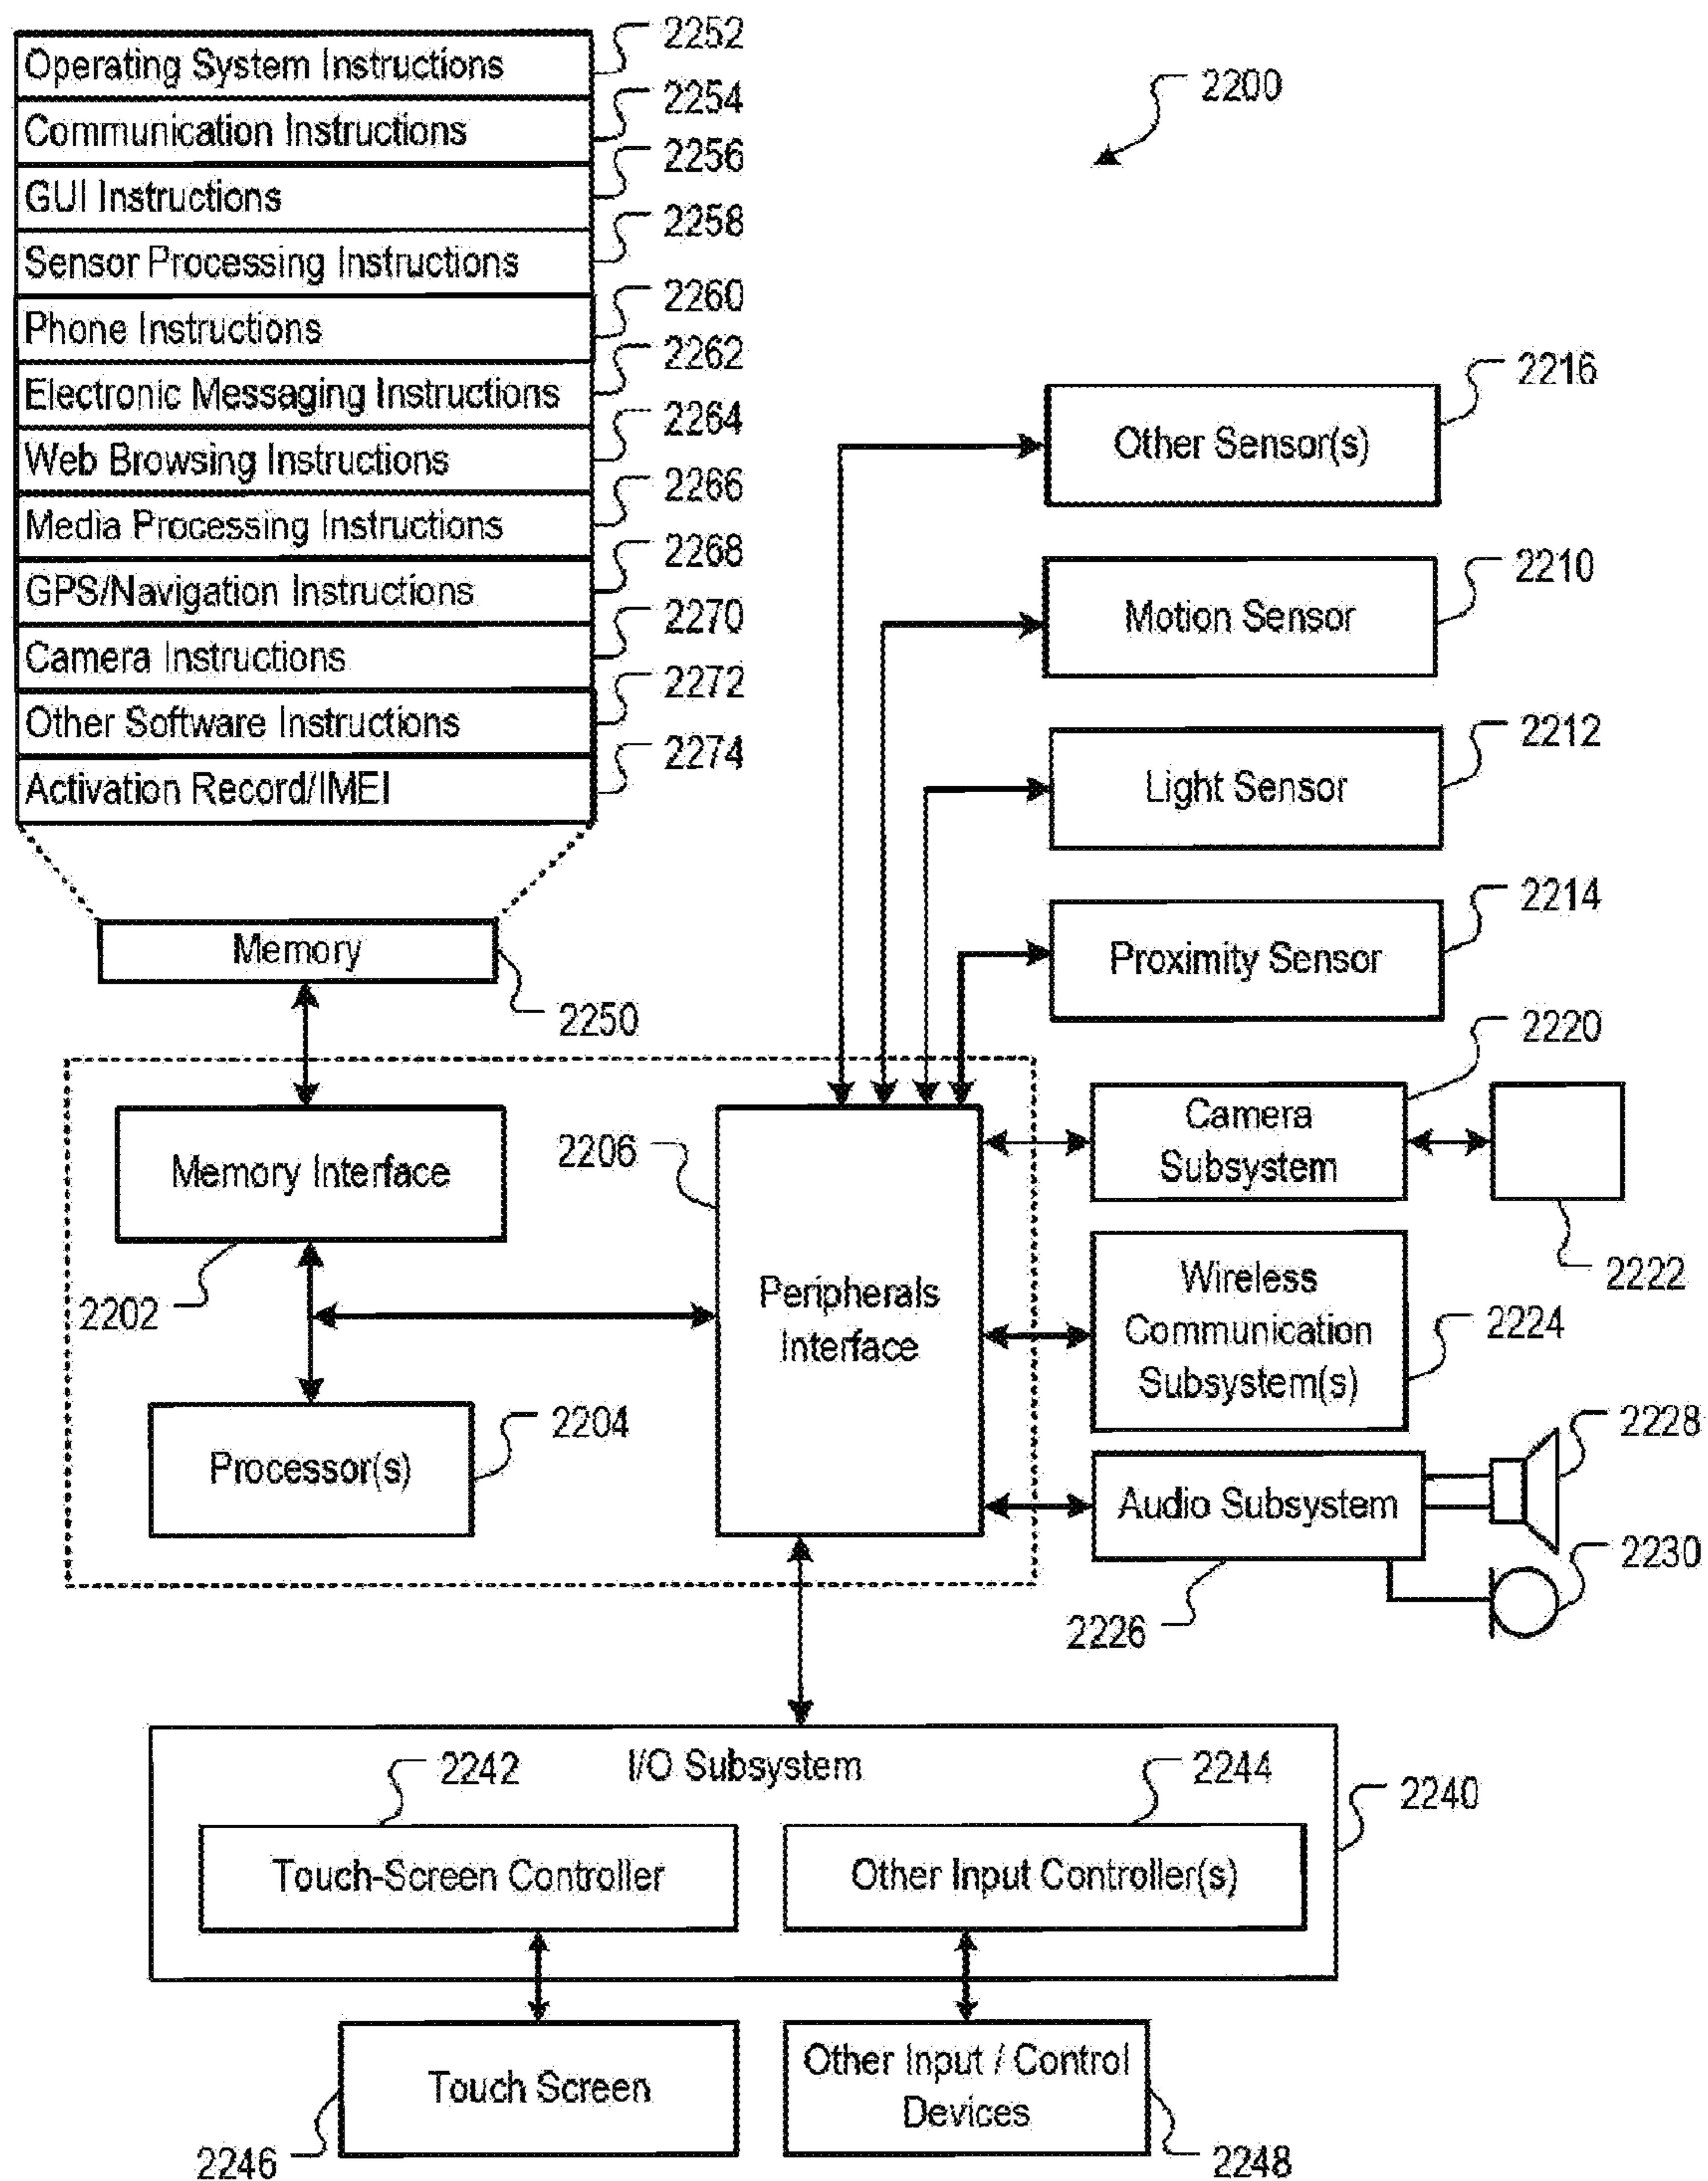 2252
Operating System Instructions
2254
Communication Instructions
2256
GUI Instructions
2258
Sensor Processing Instructions
2260
Phone Instructions
2262
Electronic Messaging Instructions
2264
Web Browsing Instructions
2266
Media Processing Instructions
2268
GPS/Navigation Instructions
2270
Camera Instructions
2272
Other Software Instructions
2274
Activation Record/IMEI
Memory
2250
2200
2216
Other Sensor(s)
2210
Motion Sensor
2212
Light Sensor
2214
Proximity Sensor
2220
Camera
Subsystem
2222
2206
Memory Interface
2202
Peripherals
Interface
Wireless
Communication
Subsystem(s)
2224
2204
Processor(s)
2228
Audio Subsystem
2230
2226
I/O Subsystem
2242
2244
2240
Touch-Screen Controller
Other Input Controller(s)
Touch Screen
Other Input / Control
Devices
2246
2248